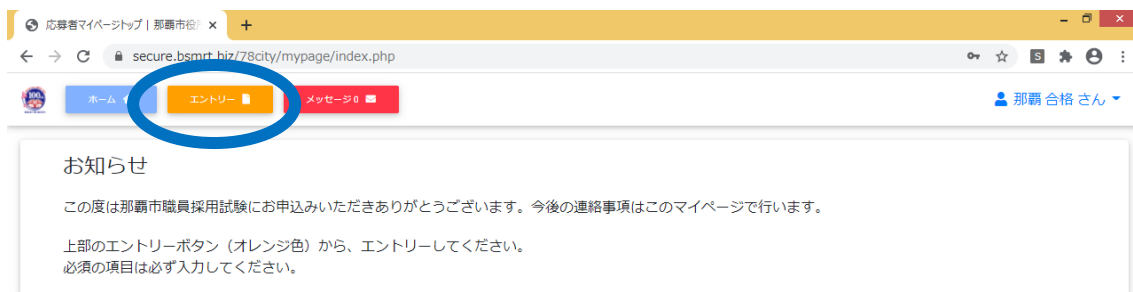 応募者マイページトップ | 那覇市役
secure.bsmrt.biz/78city/mypage/index.php
ホーム
エントリー
メッセージ 0
那覇 合格 さん
お知らせ
この度は那覇市職員採用試験にお申込みいただきありがとうございます。今後の連絡事項はこのマイページで行います。
上部のエントリーボタン（オレンジ色）から、エントリーしてください。
必須の項目は必ず入力してください。